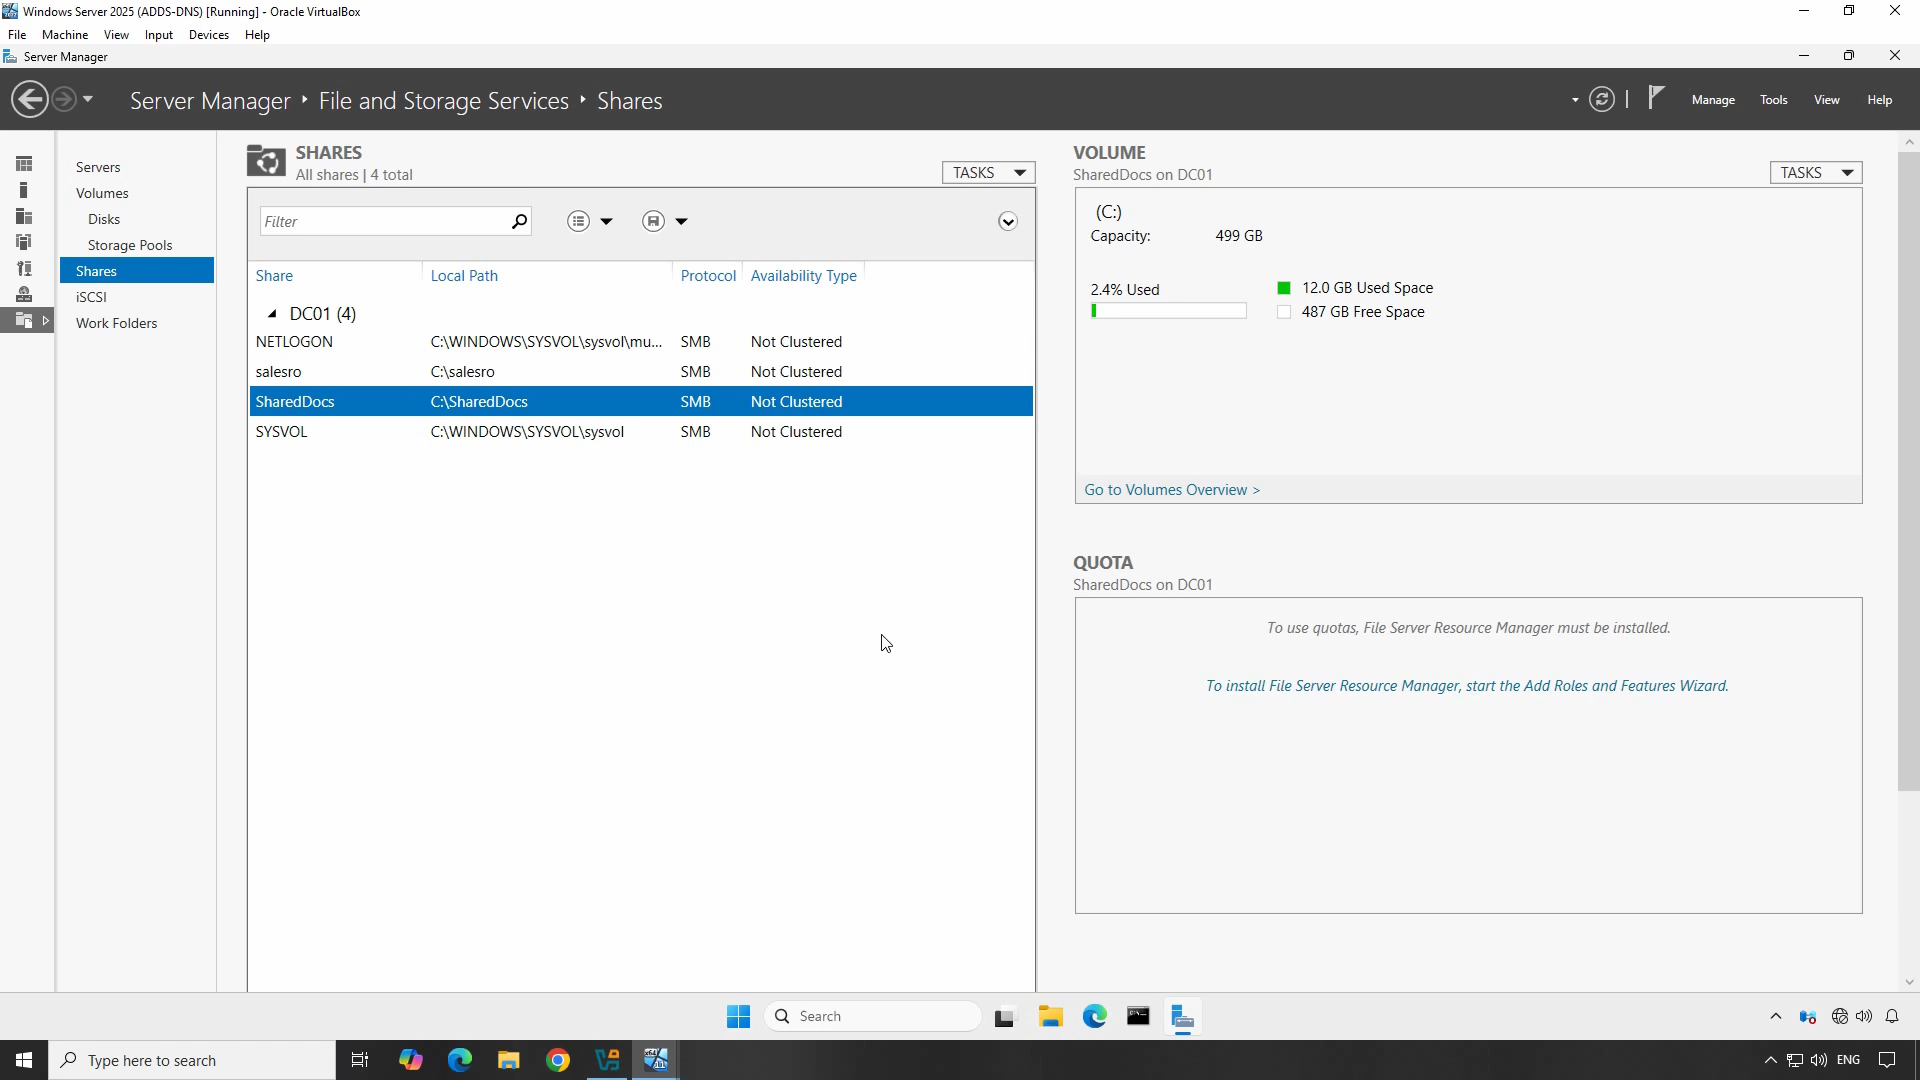 Windows Server 2025 (ADDS-DNS) [Running] - Oracle VirtualBox
File Machine View Input Devices Help
Server Manager
Server Manager ‣ File and Storage Services ‣ Shares
Manage Tools View Help
Servers
Volumes
Disks
Storage Pools
Shares
iSCSI
Work Folders
SHARES
All shares | 4 total
TASKS
Filter
Share Local Path Protocol Availability Type
DC01 (4)
NETLOGON C:\WINDOWS\SYSVOL\sysvol\mu... SMB Not Clustered
salesro C:\salesro SMB Not Clustered
SharedDocs C:\SharedDocs SMB Not Clustered
SYSVOL C:\WINDOWS\SYSVOL\sysvol SMB Not Clustered
VOLUME
SharedDocs on DC01
TASKS
(C:)
Capacity: 499 GB
2.4% Used
12.0 GB Used Space
487 GB Free Space
Go to Volumes Overview >
QUOTA
SharedDocs on DC01
To use quotas, File Server Resource Manager must be installed.
To install File Server Resource Manager, start the Add Roles and Features Wizard.
Search
Type here to search
ENG